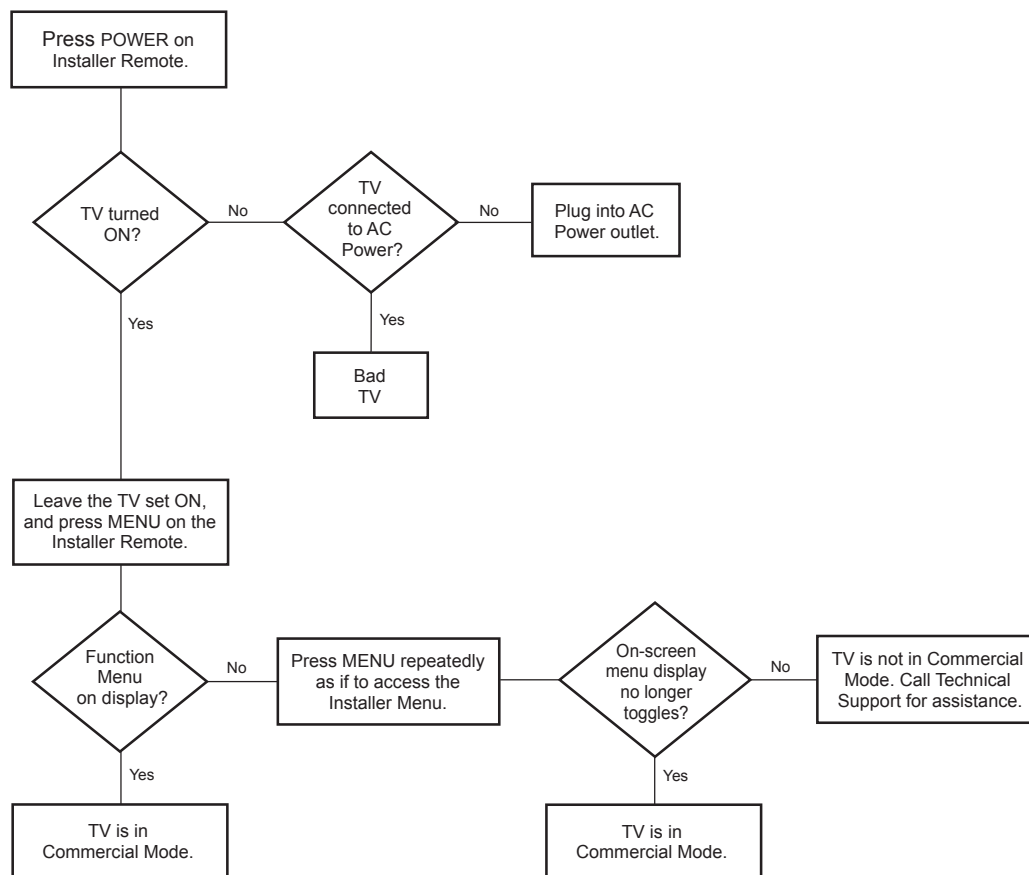 Press POWER on
Installer Remote.
TV turned
ON?
No
TV
connected
to AC
Power?
No
Plug into AC
Power outlet.
Yes
Yes
Bad
TV
Leave the TV set ON,
and press MENU on the
Installer Remote.
Function
Menu
on display?
No
Press MENU repeatedly
as if to access the
Installer Menu.
On-screen
menu display
no longer
toggles?
No
TV is not in Commercial
Mode. Call Technical
Support for assistance.
Yes
TV is in
Commercial Mode.
Yes
TV is in
Commercial Mode.